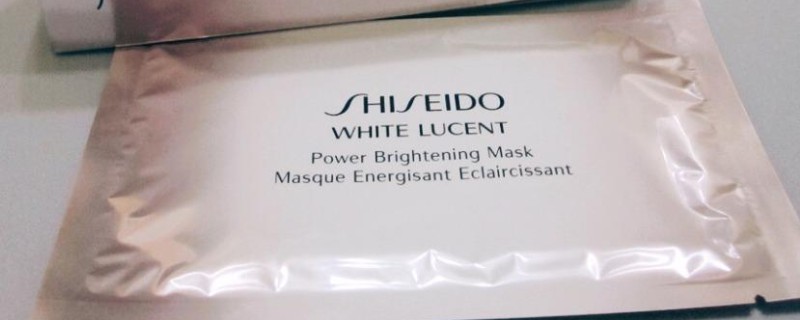 SHISEIDO
WHITE LUCENT
Power Brightening Mask
Masque Energisant Eclaircissant